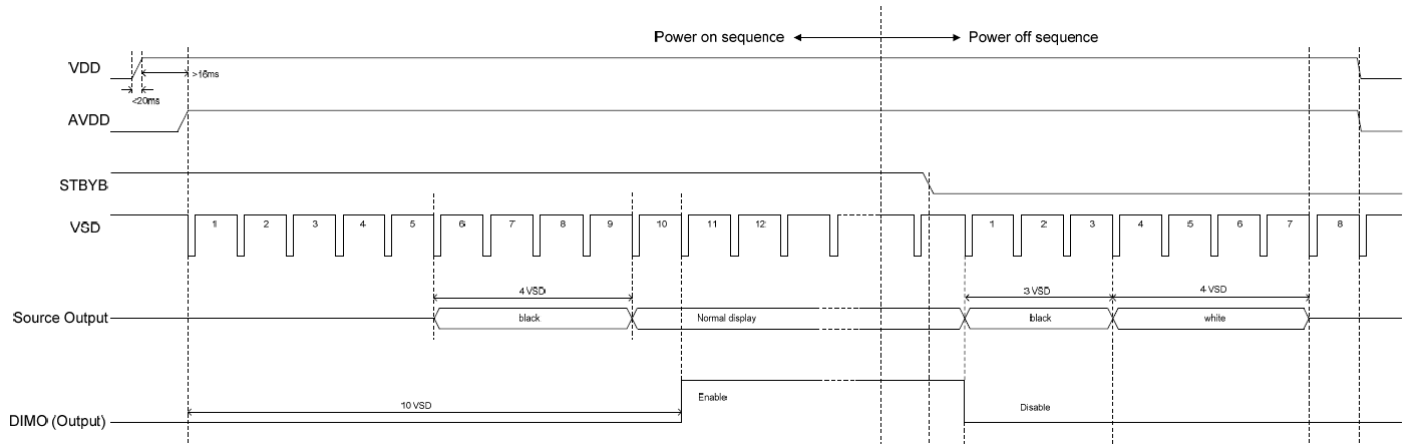 Power on sequence
Power off sequence
VDD
>16ms
<20ms
AVDD
STBYB
VSD
1 2 3 4 5 6 7 8 9 10 11 12 1 2 3 4 5 6 7 8
4 VSD 3 VSD 4 VSD
Source Output black Normal display black white
Enable
10 VSD Disable
DIMO (Output)